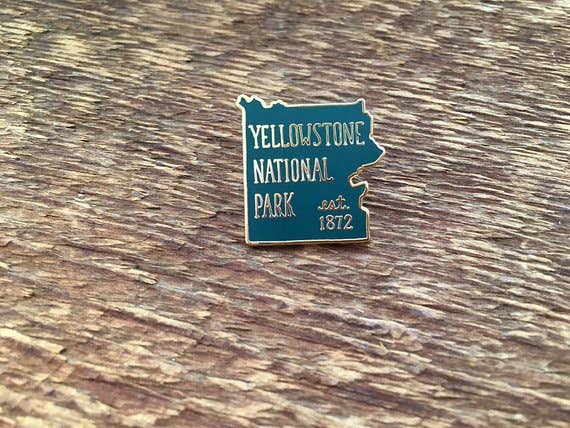 YELLOWSTONE
NATIONAL
PARK est.
1872